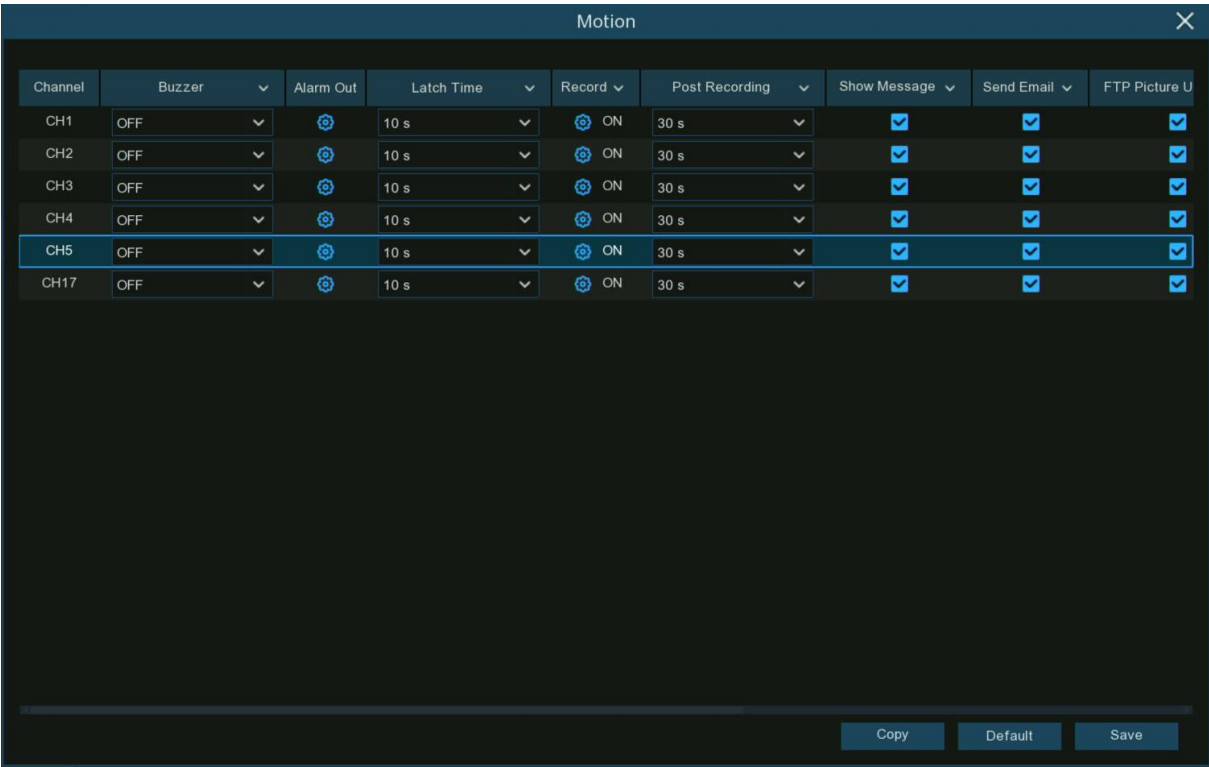 Motion
Channel Buzzer Alarm Out Latch Time Record Post Recording Show Message Send Email FTP Picture U
CH1 OFF 10 s ON 30 s
CH2 OFF 10 s ON 30 s
CH3 OFF 10 s ON 30 s
CH4 OFF 10 s ON 30 s
CH5 OFF 10 s ON 30 s
CH17 OFF 10 s ON 30 s
Copy Default Save